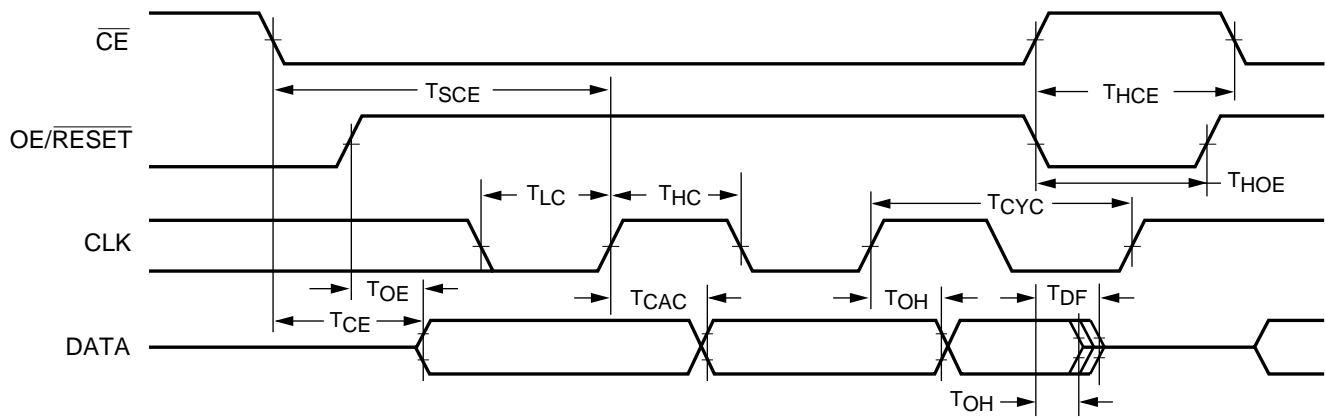 CE
TSCE
THCE
OE/RESET
TLC
THC
TCYC
THOE
CLK
TOE
TCAC
TOH
TDF
TCE
DATA
TOH